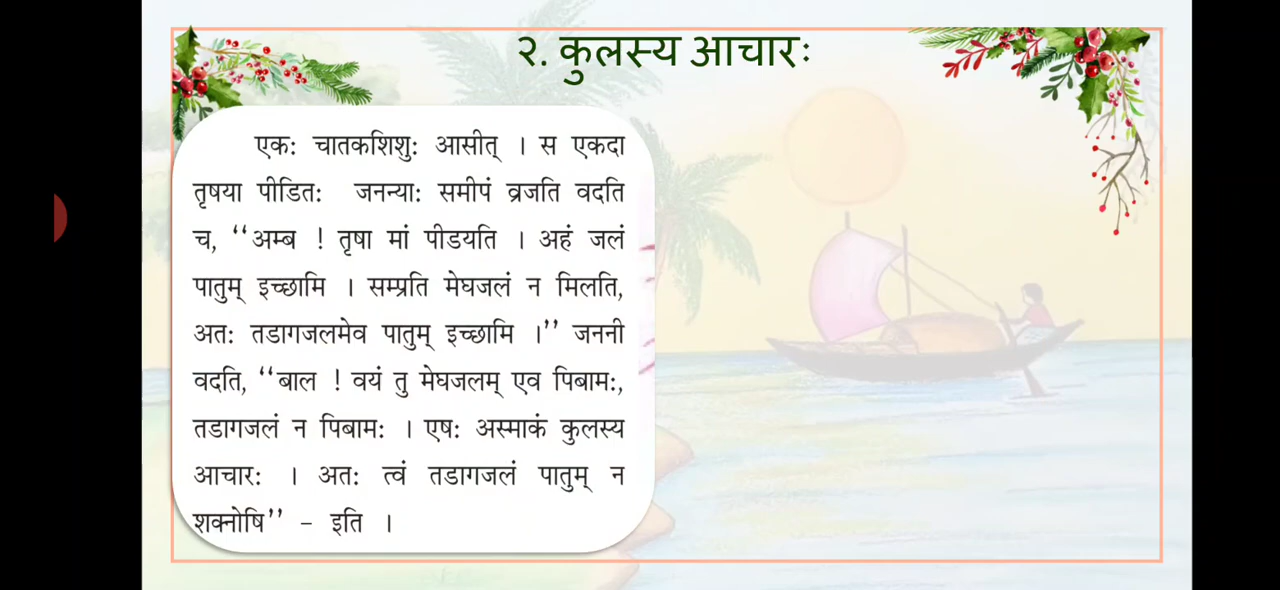 २. कुलस्य आचारः
एक: चातकशिशु: आसीत् । स एकदा
तृषया पीडित: जनन्या: समीपं व्रजति वदति
च, ‘‘अम्ब ! तृषा मां पीडयति । अहं जलं
पातुम् इच्छामि । सम्प्रति मेघजलं न मिलति,
अत: तडागजलमेव पातुम् इच्छामि ।’’ जननी
वदति, ‘‘बाल ! वयं तु मेघजलम् एव पिबाम:,
तडागजलं न पिबाम: । एष: अस्माकं कुलस्य
आचार: । अत: त्वं तडागजलं पातुम् न
शक्नोषि’’ – इति ।